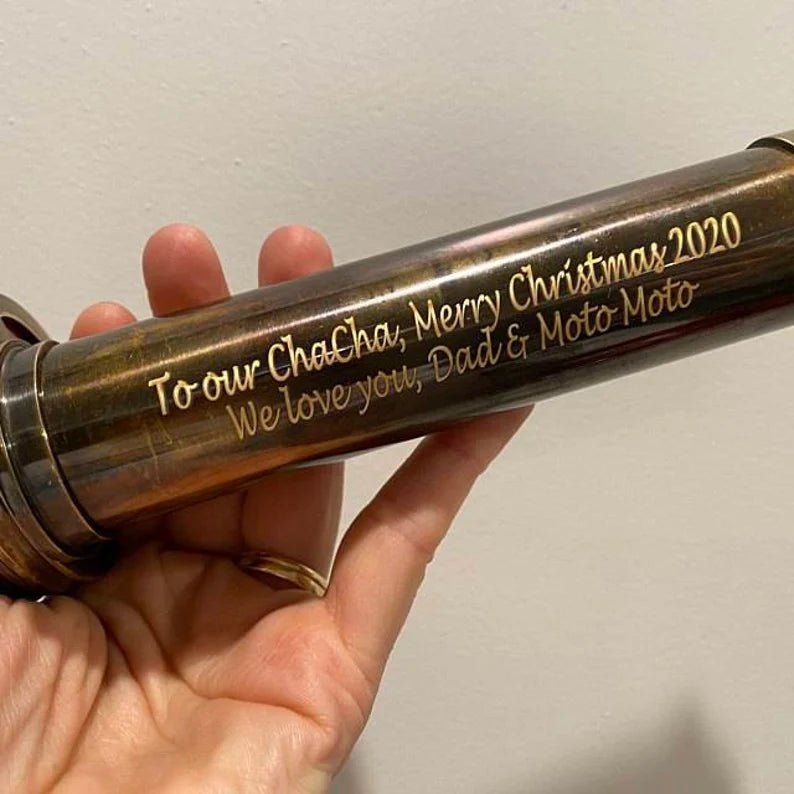 To our ChaCha, Merry Christmas 2020
We love you, Dad & Moto Moto